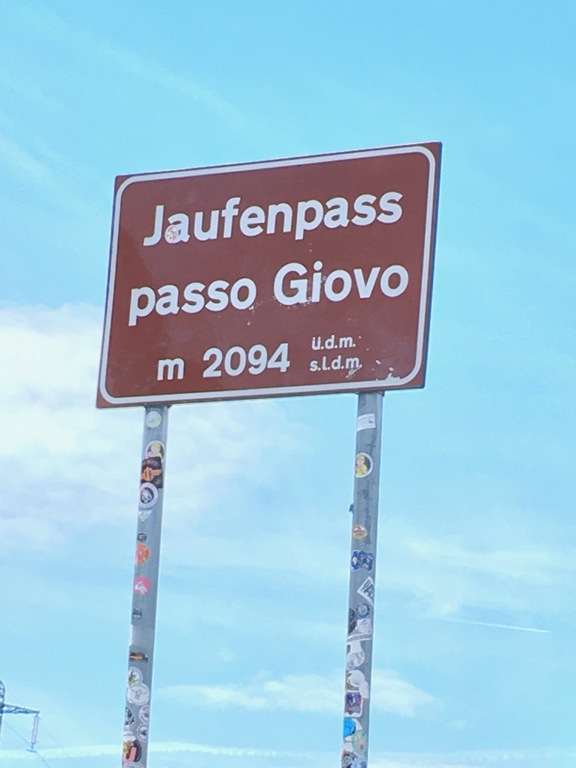 Jaufenpass
passo Giovo
m 2094 ü.d.m.
s.l.d.m.